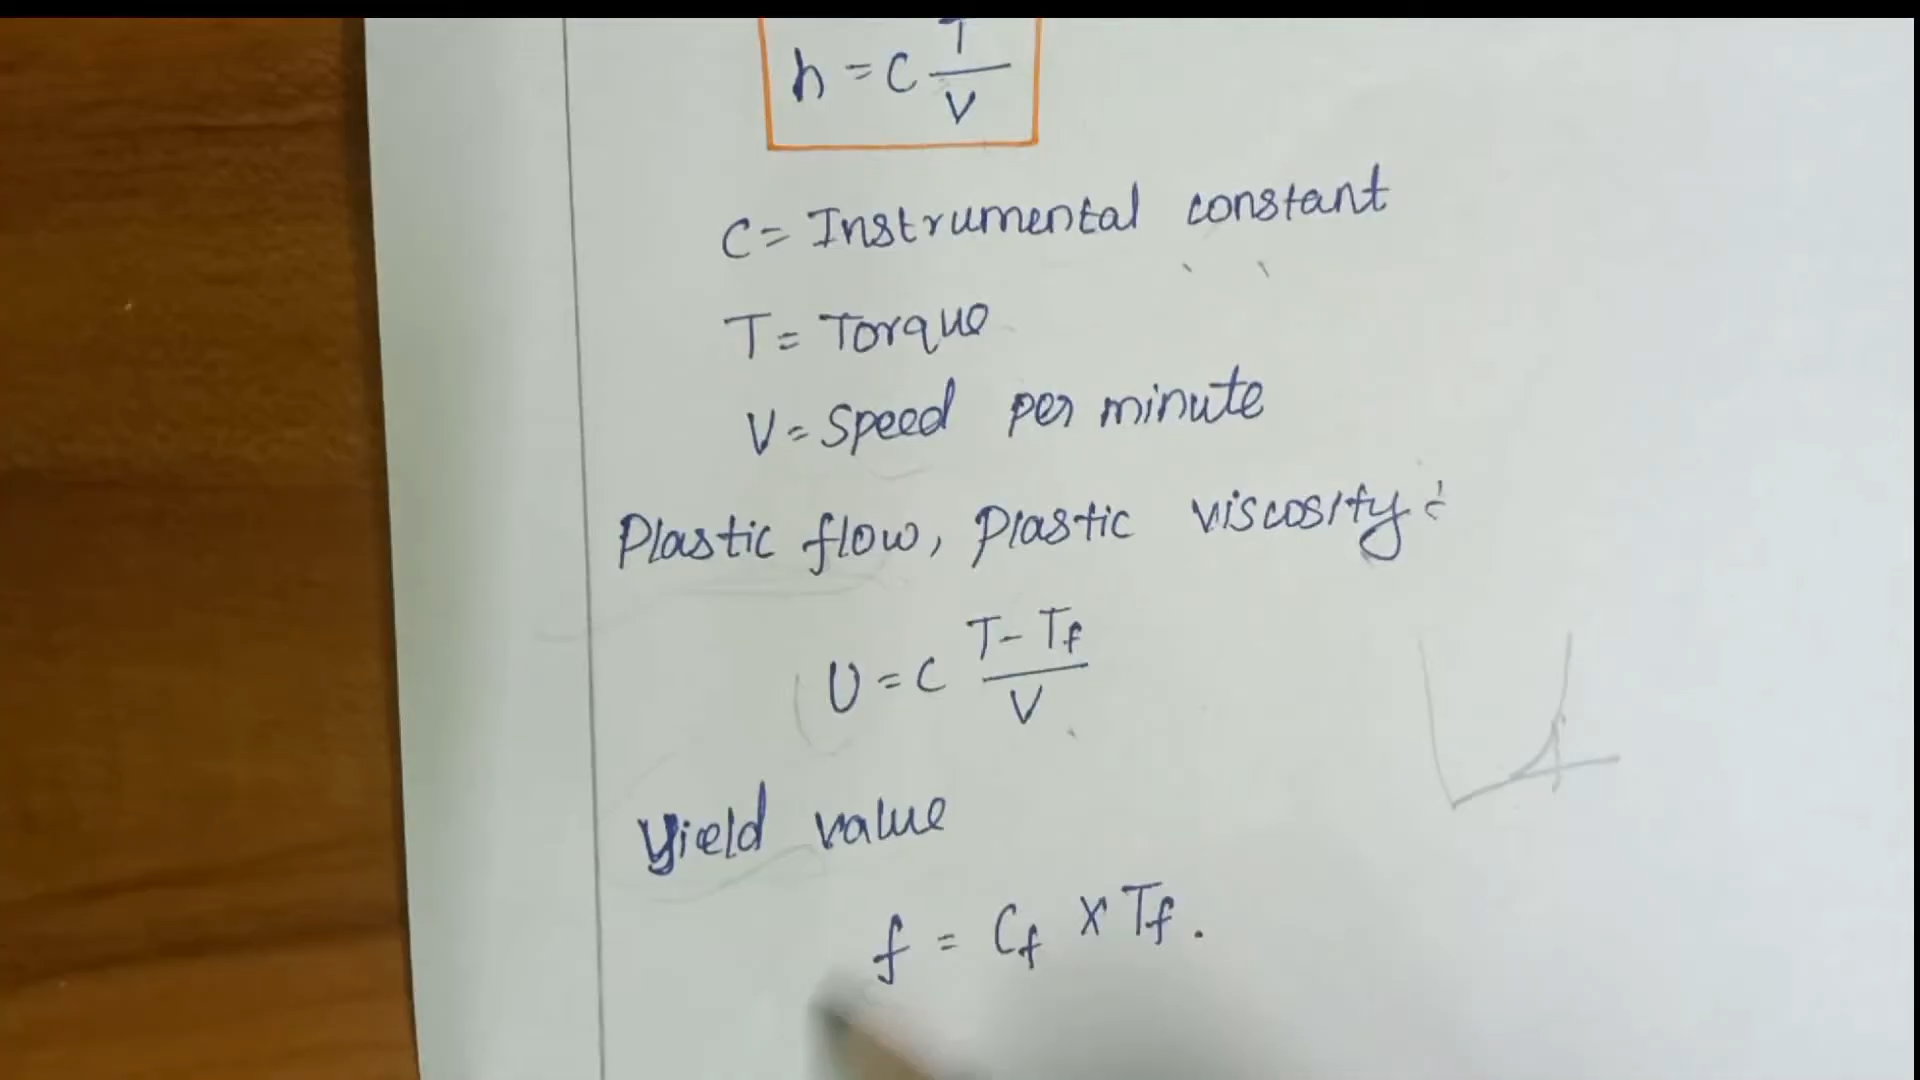 h = C T/V
C = Instrumental constant
T = Torque
V = Speed per minute
Plastic flow, plastic viscosity :
U = C T - Tf / V
Yield value
f = Cf x Tf.